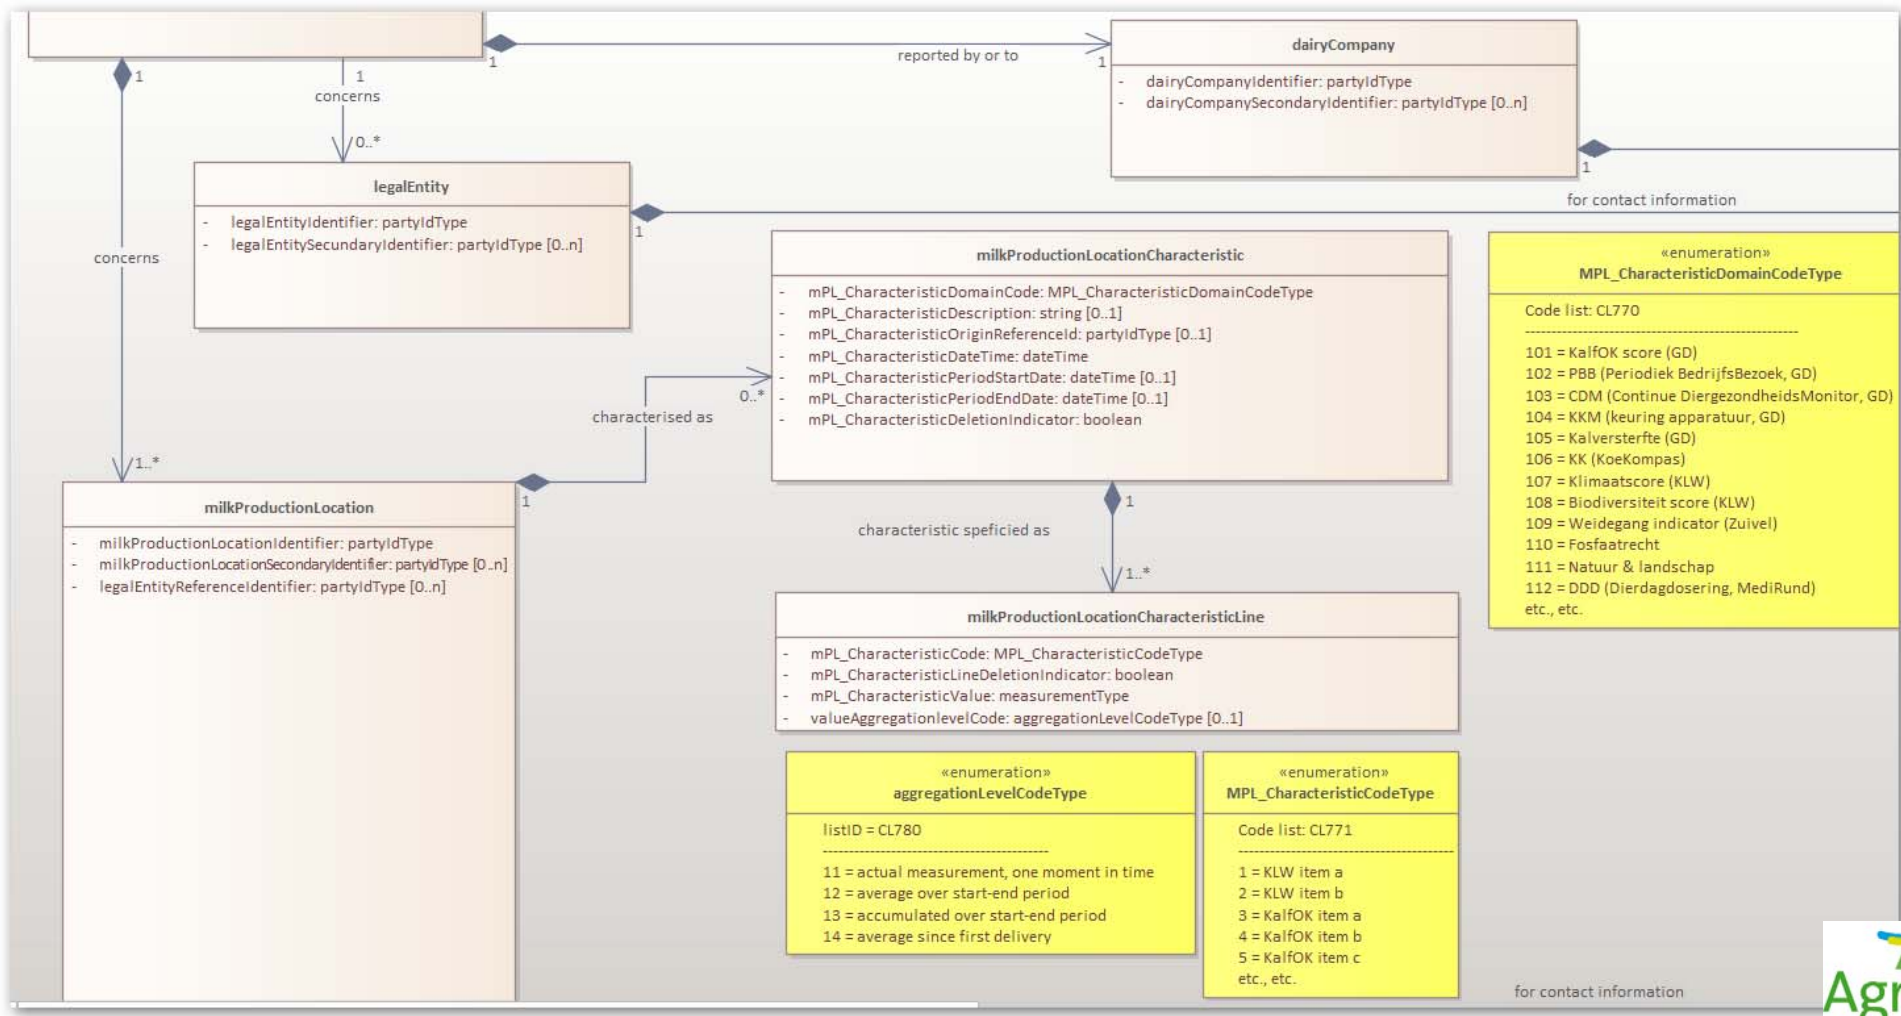 1
reported by or to
1
dairyCompany
- dairyCompanyIdentifier: partyIdType
- dairyCompanySecondaryIdentifier: partyIdType [0..n]
1
for contact information
1
concerns
1
concerns
0..*
legalEntity
- legalEntityIdentifier: partyIdType
- legalEntitySecundaryIdentifier: partyIdType [0..n]
1
1..*
milkProductionLocation
- milkProductionLocationIdentifier: partyIdType
- milkProductionLocationSecondaryIdentifier: partyIdType [0..n]
- legalEntityReferenceIdentifier: partyIdType [0..n]
1
characterised as
0..*
milkProductionLocationCharacteristic
- mPL_CharacteristicDomainCode: MPL_CharacteristicDomainCodeType
- mPL_CharacteristicDescription: string [0..1]
- mPL_CharacteristicOriginReferenceId: partyIdType [0..1]
- mPL_CharacteristicDateTime: dateTime
- mPL_CharacteristicPeriodStartDate: dateTime [0..1]
- mPL_CharacteristicPeriodEndDate: dateTime [0..1]
- mPL_CharacteristicDeletionIndicator: boolean
1
characteristic speficied as
1..*
milkProductionLocationCharacteristicLine
- mPL_CharacteristicCode: MPL_CharacteristicCodeType
- mPL_CharacteristicLineDeletionIndicator: boolean
- mPL_CharacteristicValue: measurementType
- valueAggregationlevelCode: aggregationLevelCodeType [0..1]
«enumeration»
MPL_CharacteristicDomainCodeType
Code list: CL770
101 = KalfOK score (GD)
102 = PBB (Periodiek BedrijfsBezoek, GD)
103 = CDM (Continue DiergezondheidsMonitor, GD)
104 = KKM (keuring apparatuur, GD)
105 = Kalversterfte (GD)
106 = KK (KoeKompas)
107 = Klimaatscore (KLW)
108 = Biodiversiteit score (KLW)
109 = Weidegang indicator (Zuivel)
110 = Fosfaatrecht
111 = Natuur & landschap
112 = DDD (Dierdagdosering, MediRund)
etc., etc.
«enumeration»
aggregationLevelCodeType
listID = CL780
11 = actual measurement, one moment in time
12 = average over start-end period
13 = accumulated over start-end period
14 = average since first delivery
«enumeration»
MPL_CharacteristicCodeType
Code list: CL771
1 = KLW item a
2 = KLW item b
3 = KalfOK item a
4 = KalfOK item b
5 = KalfOK item c
etc., etc.
for contact information